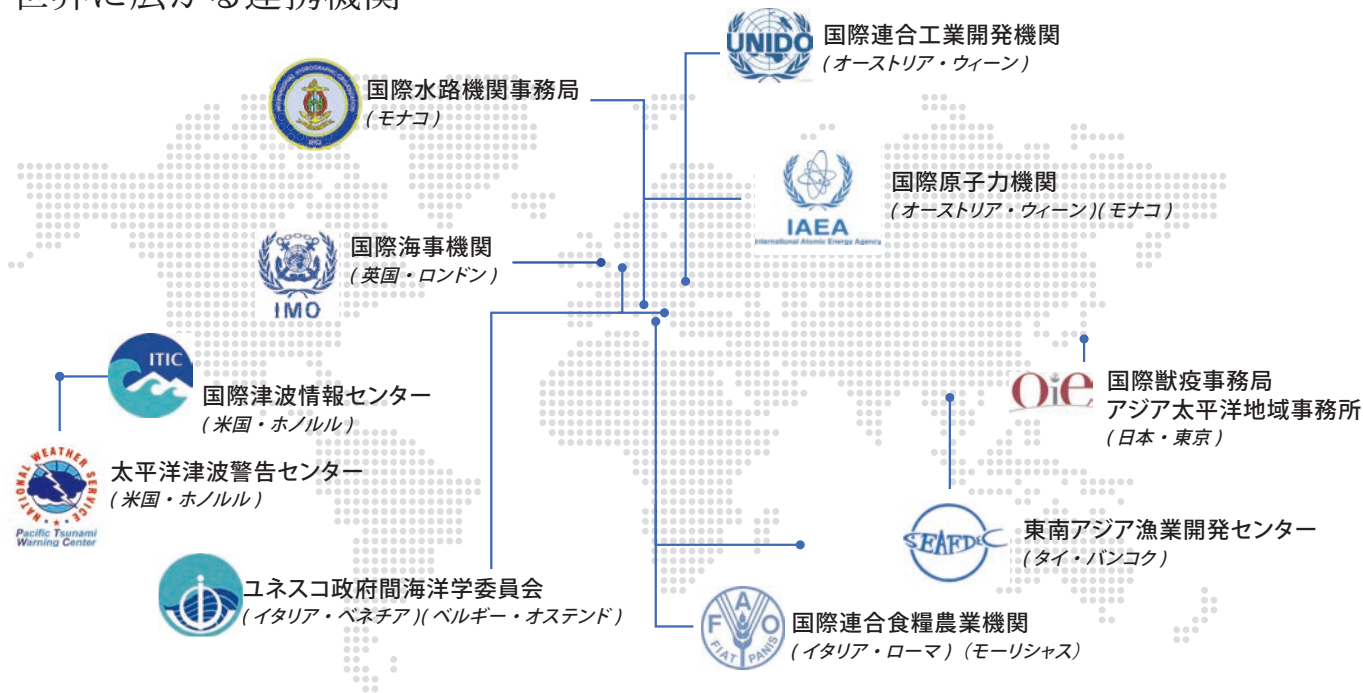 世界に広がる連携機関
UNIDO
国際連合工業開発機関
(オーストリア・ウィーン)
国際水路機関事務局
(モナコ)
IAEA
International Atomic Energy Agency
国際原子力機関
(オーストリア・ウィーン)(モナコ)
IMO
国際海事機関
(英国・ロンドン)
ITIC
国際津波情報センター
(米国・ホノルル)
OiE
国際獣疫事務局
アジア太平洋地域事務所
(日本・東京)
NATIONAL WEATHER SERVICE
Pacific Tsunami
Warning Center
太平洋津波警告センター
(米国・ホノルル)
SEAFDEC
東南アジア漁業開発センター
(タイ・バンコク)
ユネスコ政府間海洋学委員会
(イタリア・ベネチア)(ベルギー・オステンド)
FAO
FIAT PANIS
国際連合食糧農業機関
(イタリア・ローマ)(モーリシャス)